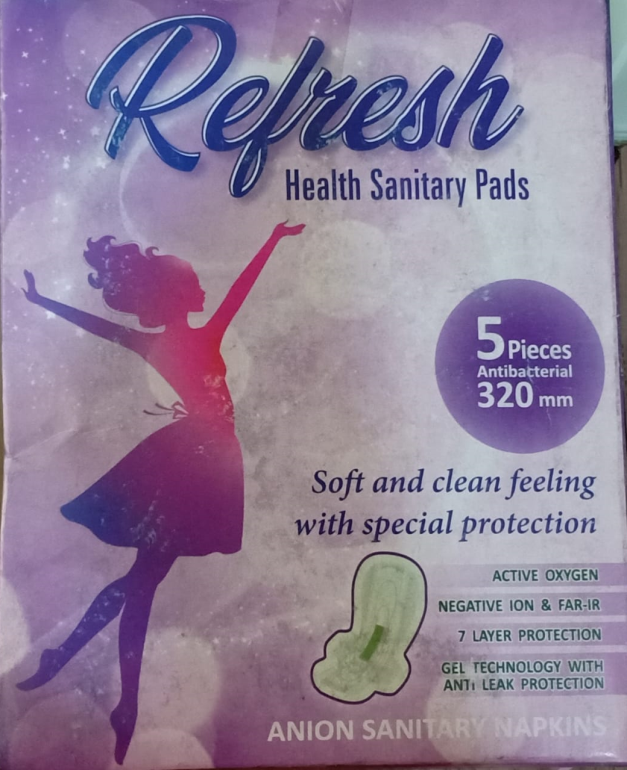 Refresh
Health Sanitary Pads
5 Pieces
Antibacterial
320 mm
Soft and clean feeling
with special protection
ACTIVE OXYGEN
NEGATIVE ION & FAR-IR
7 LAYER PROTECTION
GEL TECHNOLOGY WITH
ANTI LEAK PROTECTION
ANION SANITARY NAPKINS